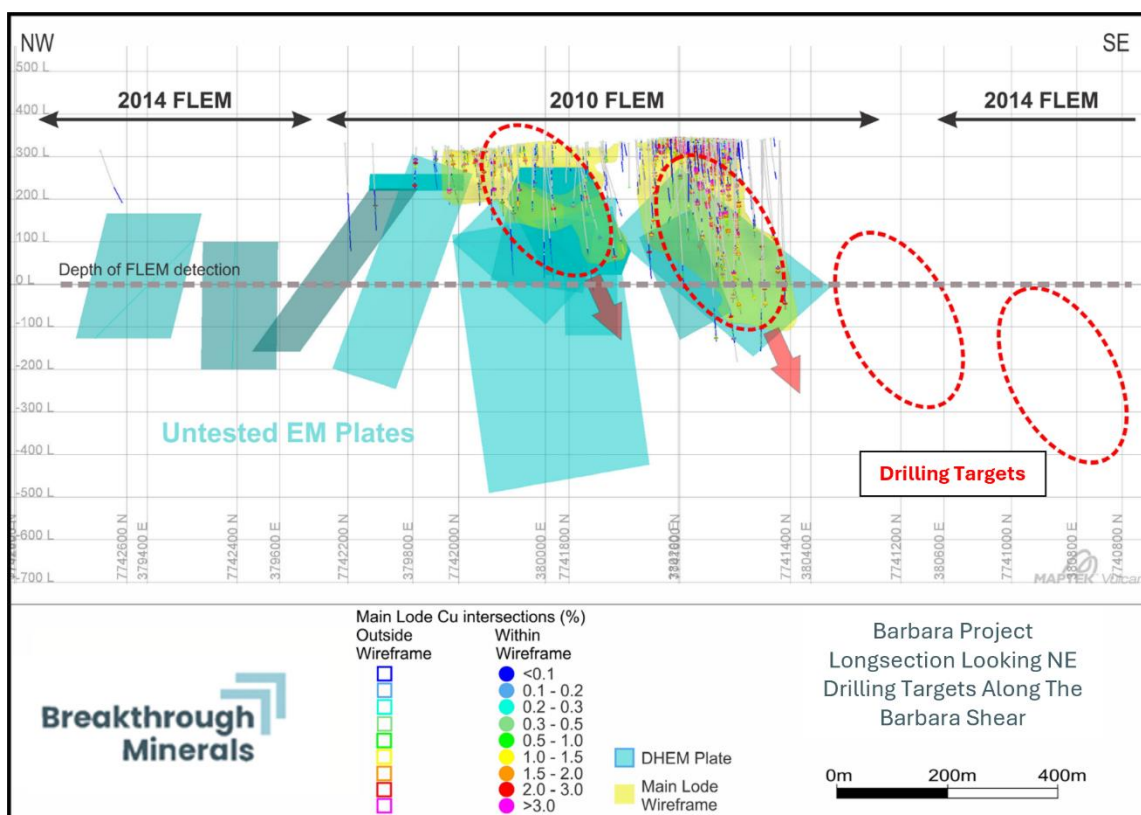 NW
SE
500 L
2014 FLEM
2010 FLEM
2014 FLEM
400 L
300 L
200 L
100 L
Depth of FLEM detection
0 L
-100 L
-200 L
-300 L
Untested EM Plates
-400 L
Drilling Targets
-500 L
-600 L
-700 L
7742600 N
379400 E
7742400 N
379600 E
7742200 N
379800 E
7742000 N
380000 E
7741800 N
7741400 N
380400 E
7741200 N
380600 E
7741000 N
380800 E
7740800 N
MAPTEK Vulcan
Main Lode Cu intersections (%)
Outside Wireframe
Within Wireframe
<0.1
0.1 - 0.2
0.2 - 0.3
0.3 - 0.5
0.5 - 1.0
1.0 - 1.5
1.5 - 2.0
2.0 - 3.0
>3.0
DHEM Plate
Main Lode
Wireframe
Breakthrough
Minerals
Barbara Project
Longsection Looking NE
Drilling Targets Along The
Barbara Shear
0m
200m
400m